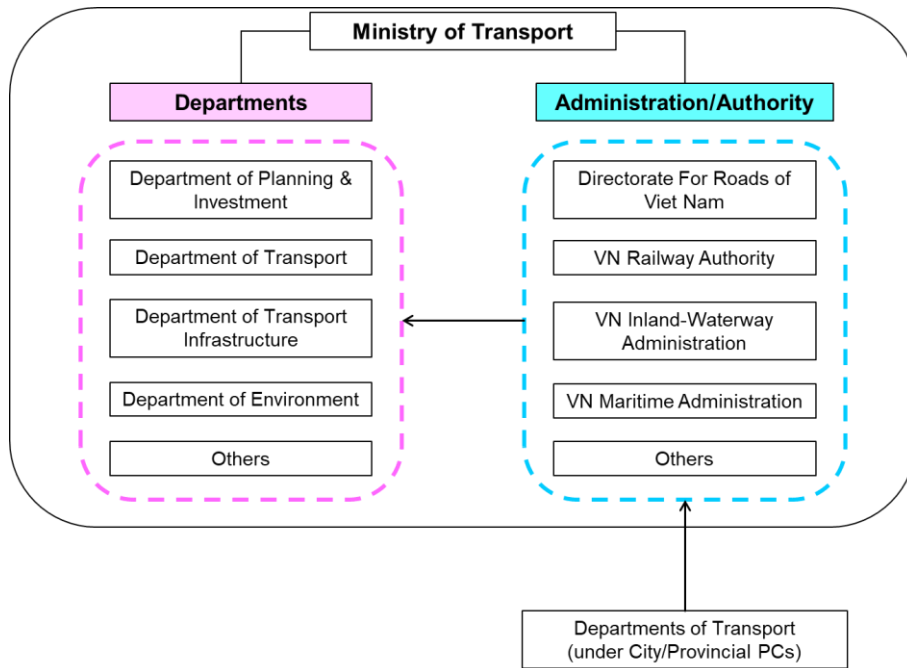 Ministry of Transport
Departments
Department of Planning &
Investment
Department of Transport
Department of Transport
Infrastructure
Department of Environment
Others
Administration/Authority
Directorate For Roads of
Viet Nam
VN Railway Authority
VN Inland-Waterway
Administration
VN Maritime Administration
Others
Departments of Transport
(under City/Provincial PCs)